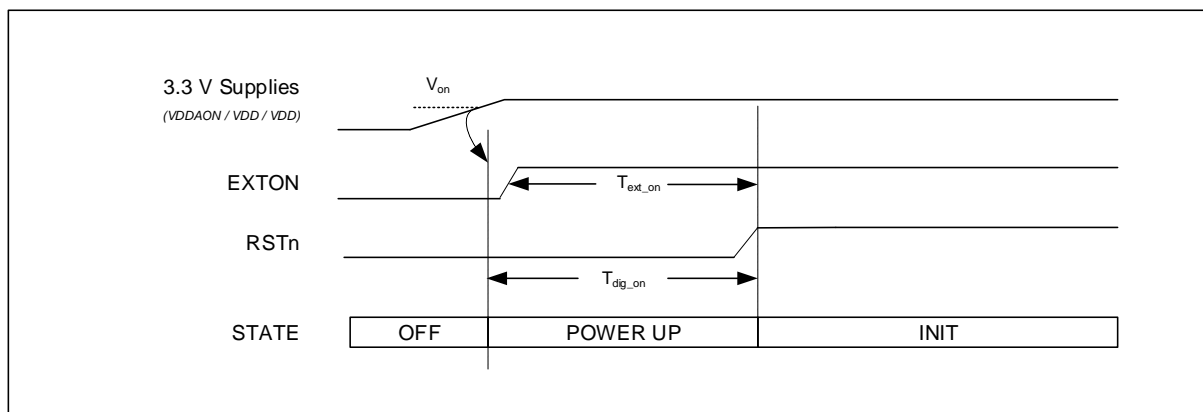 3.3 V Supplies
V_on
(VDDAON / VDD / VDD)
EXTON
T_ext_on
RSTn
T_dig_on
STATE
OFF
POWER UP
INIT